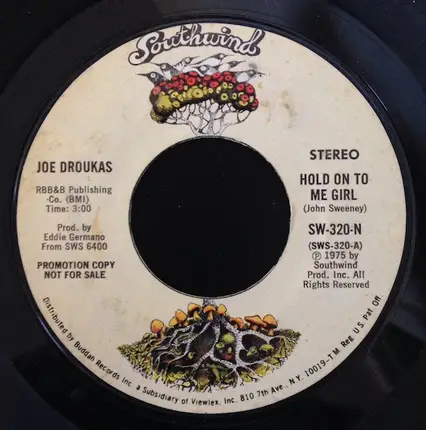 Southwind
JOE DROUKAS
RBB&B Publishing
Co. (BMI)
Time: 3:00
Prod. by
Eddie Germano
From SWS 6400
PROMOTION COPY
NOT FOR SALE
STEREO
HOLD ON TO
ME GIRL
(John Sweeney)
SW-320-N
(SWS-320-A)
Ⓟ 1975 by
Southwind
Prod. Inc. All
Rights Reserved
Distributed by Buddah Records Inc. a Subsidiary of Viewlex, Inc. 810 7th Ave., N.Y. 10019-T M Reg U S Pat Off.